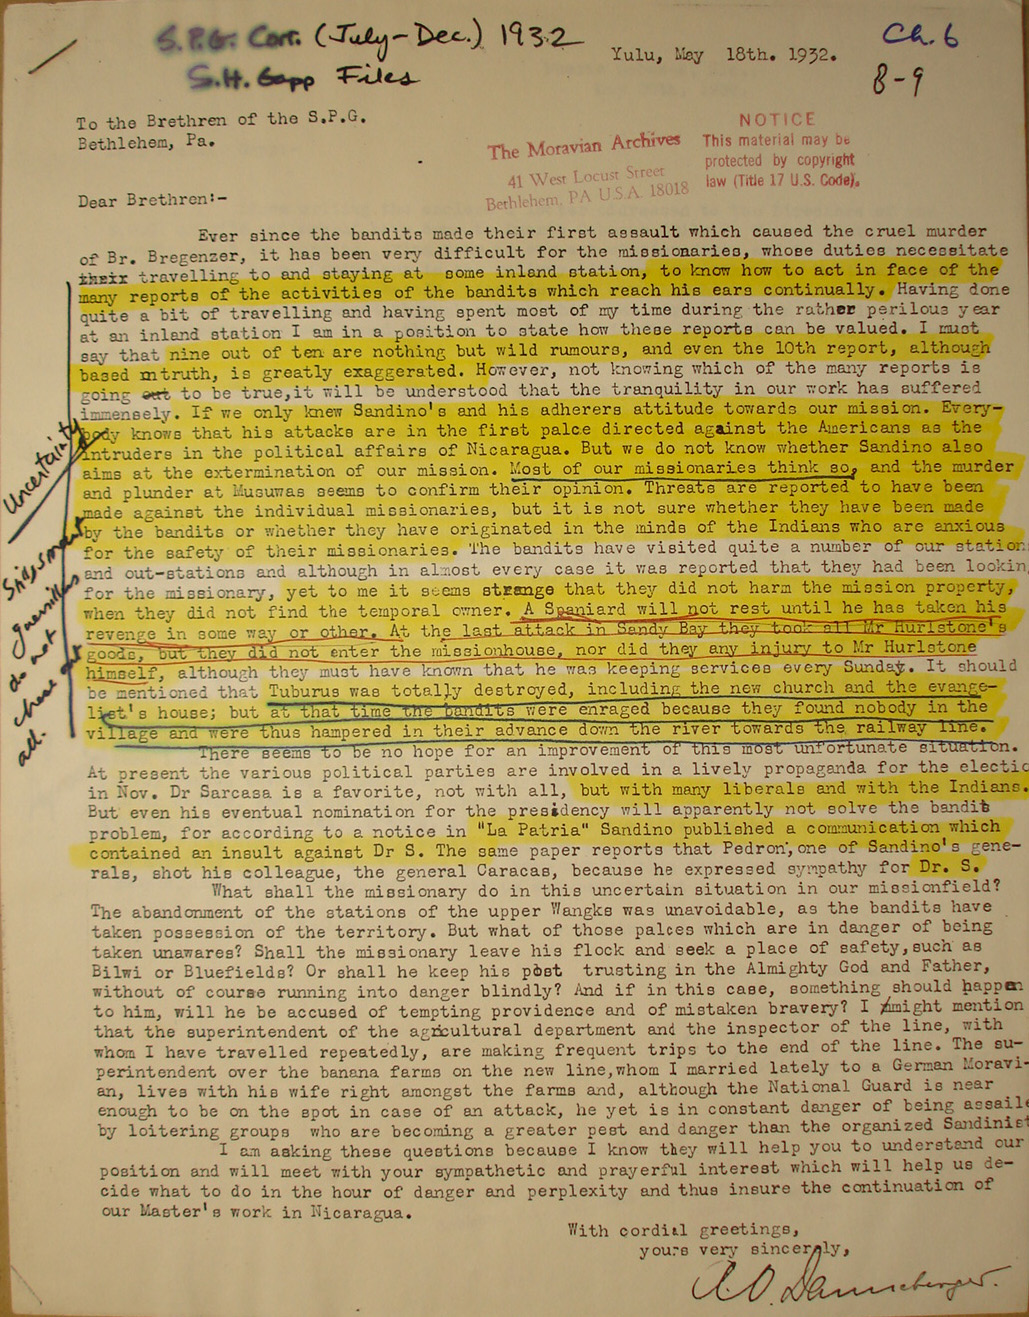 S.P.G. Corr. (July-Dec.) 1932
S.H. Gapp Files
Ch. 6
8-9
Yulu, May 18th. 1932.
To the Brethren of the S.P.G.
Bethlehem, Pa.
The Moravian Archives
41 West Locust Street
Bethlehem, PA U.S.A. 18018
NOTICE
This material may be
protected by copyright
law (Title 17 U.S. Code).
Dear Brethren:-
Ever since the bandits made their first assault which caused the cruel murder
of Br. Bregenzer, it has been very difficult for the missionaries, whose duties necessitate
their travelling to and staying at some inland station, to know how to act in face of the
many reports of the activities of the bandits which reach his ears continually. Having done
quite a bit of travelling and having spent most of my time during the rather perilous year
at an inland station I am in a position to state how these reports can be valued. I must
say that nine out of ten are nothing but wild rumours, and even the 10th report, although
based in truth, is greatly exaggerated. However, not knowing which of the many reports is
going out to be true, it will be understood that the tranquility in our work has suffered
immensely. If we only knew Sandino's and his adherers attitude towards our mission. Every-
body knows that his attacks are in the first palce directed against the Americans as the
intruders in the political affairs of Nicaragua. But we do not know whether Sandino also
aims at the extermination of our mission. Most of our missionaries think so, and the murder
and plunder at Musuwas seems to confirm their opinion. Threats are reported to have been
made against the individual missionaries, but it is not sure whether they have been made
by the bandits or whether they have originated in the minds of the Indians who are anxious
for the safety of their missionaries. The bandits have visited quite a number of our station
and out-stations and although in almost every case it was reported that they had been lookin
for the missionary, yet to me it seems strange that they did not harm the mission property,
when they did not find the temporal owner. A Spaniard will not rest until he has taken his
revenge in some way or other. At the last attack in Sandy Bay they took all Mr Hurlstone's
goods, but they did not enter the missionhouse, nor did they any injury to Mr Hurlstone
himself, although they must have known that he was keeping services every Sunday. It should
be mentioned that Tuburus was totally destroyed, including the new church and the evange-
list's house; but at that time the bandits were enraged because they found nobody in the
village and were thus hampered in their advance down the river towards the railway line.
There seems to be no hope for an improvement of this most unfortunate situation.
At present the various political parties are involved in a lively propaganda for the electio
in Nov. Dr Sarcasa is a favorite, not with all, but with many liberals and with the Indians.
But even his eventual nomination for the presidency will apparently not solve the bandit
problem, for according to a notice in "La Patria" Sandino published a communication which
contained an insult against Dr S. The same paper reports that Pedron, one of Sandino's gene-
rals, shot his colleague, the general Caracas, because he expressed sympathy for Dr. S.
What shall the missionary do in this uncertain situation in our missionfield?
The abandonment of the stations of the upper Wangks was unavoidable, as the bandits have
taken possession of the territory. But what of those palces which are in danger of being
taken unawares? Shall the missionary leave his flock and seek a place of safety, such as
Bilwi or Bluefields? Or shall he keep his post trusting in the Almighty God and Father,
without of course running into danger blindly? And if in this case, something should happen
to him, will he be accused of tempting providence and of mistaken bravery? I might mention
that the superintendent of the agricultural department and the inspector of the line, with
whom I have travelled repeatedly, are making frequent trips to the end of the line. The su-
perintendent over the banana farms on the new line, whom I married lately to a German Moravi-
an, lives with his wife right amongst the farms and, although the National Guard is near
enough to be on the spot in case of an attack, he yet is in constant danger of being assaile
by loitering groups who are becoming a greater pest and danger than the organized Sandinist
I am asking these questions because I know they will help you to understand our
position and will meet with your sympathetic and prayerful interest which will help us de-
cide what to do in the hour of danger and perplexity and thus insure the continuation of
our Master's work in Nicaragua.
With cordial greetings,
yours very sincerely,
A.O. Danneberger.
Uncertainty
guerrillas
do not
chase out
all.